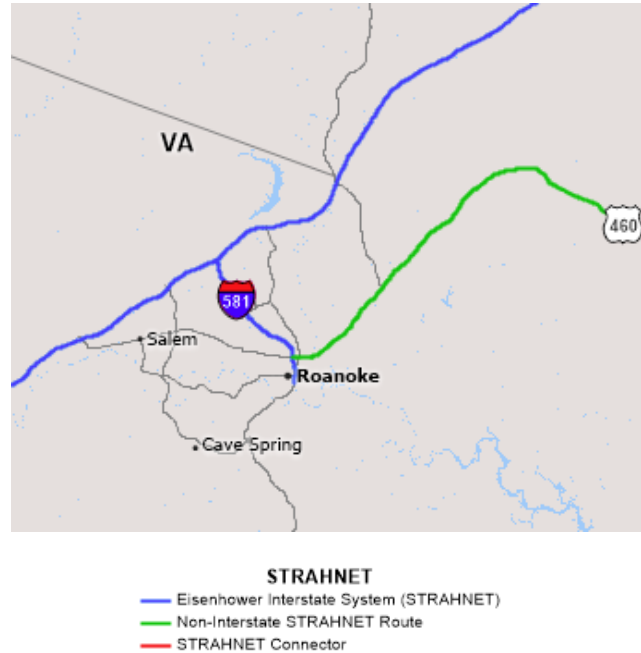 VA
460
581
Salem
Roanoke
Cave Spring
STRAHNET
Eisenhower Interstate System (STRAHNET)
Non-Interstate STRAHNET Route
STRAHNET Connector